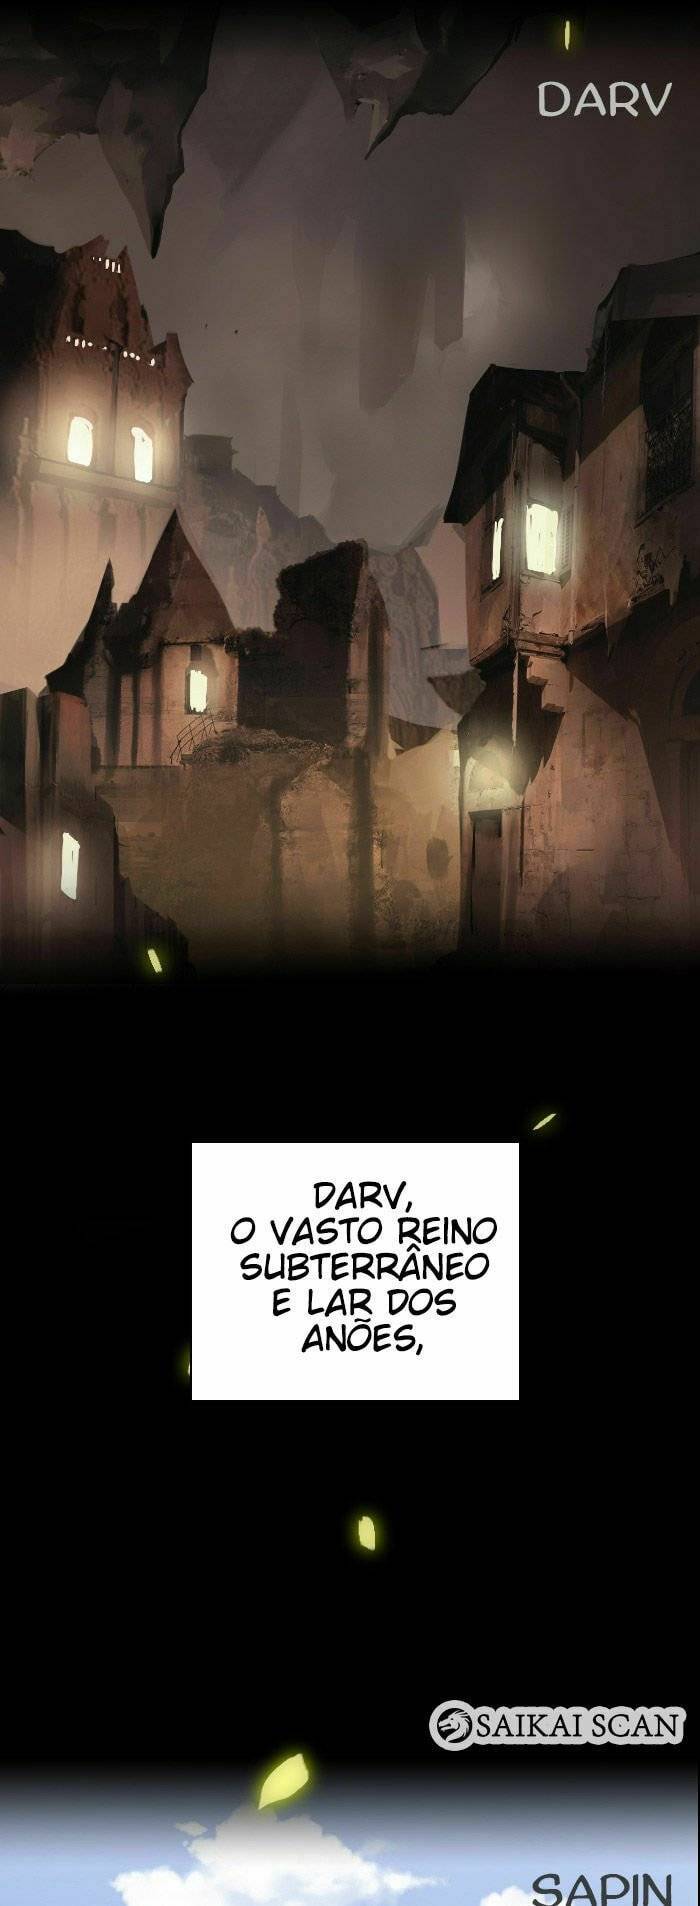 DARV
DARV,
O VASTO REINO
SUBTERRÂNEO
E LAR DOS
ANÕES,
SAIKAI SCAN
SAPIN